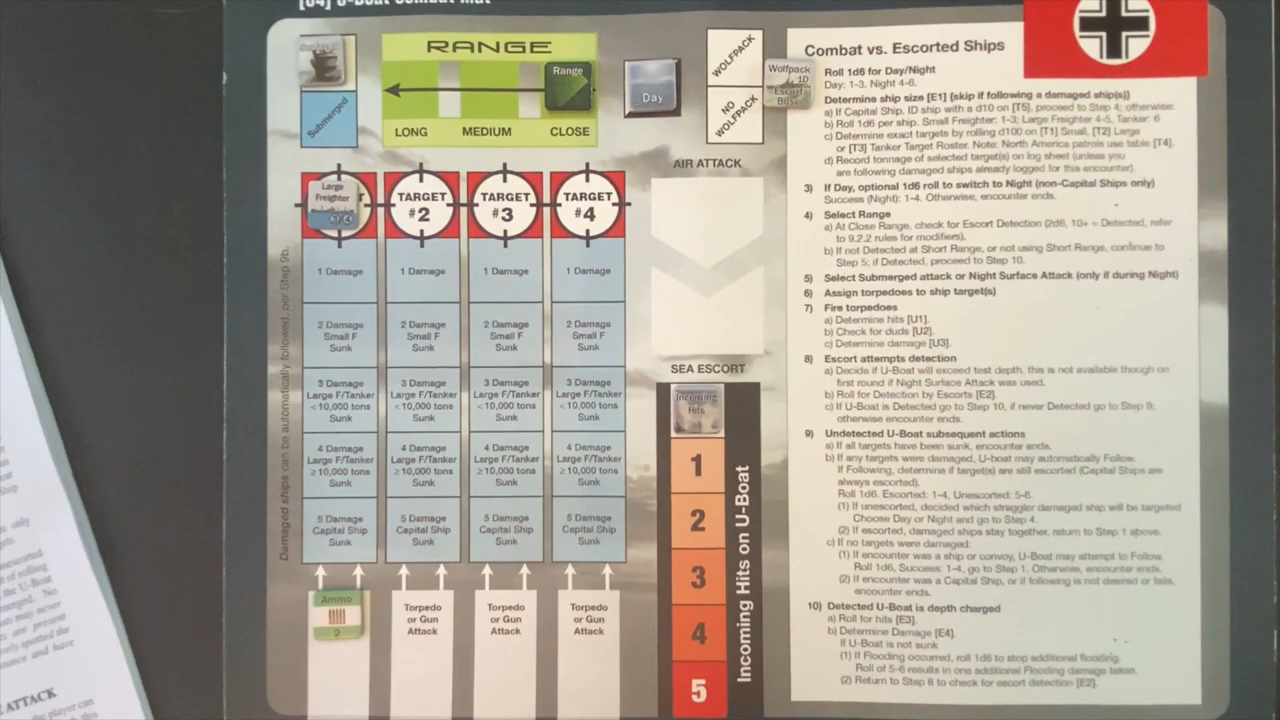 [U4] U-Boat Combat Mat
RANGE
Range
LONG
MEDIUM
CLOSE
Submerged
Day
WOLFPACK
NO
WOLFPACK
Wolfpack
1D
Escort
AIR ATTACK
Large
Freighter
TARGET
#2
TARGET
#3
TARGET
#4
1 Damage
1 Damage
1 Damage
1 Damage
2 Damage
Small F
Sunk
2 Damage
Small F
Sunk
2 Damage
Small F
Sunk
2 Damage
Small F
Sunk
3 Damage
Large F/Tanker
<10,000 tons
Sunk
3 Damage
Large F/Tanker
<10,000 tons
Sunk
3 Damage
Large F/Tanker
<10,000 tons
Sunk
3 Damage
Large F/Tanker
<10,000 tons
Sunk
4 Damage
Large F/Tanker
≥10,000 tons
Sunk
4 Damage
Large F/Tanker
≥10,000 tons
Sunk
4 Damage
Large F/Tanker
≥10,000 tons
Sunk
4 Damage
Large F/Tanker
≥10,000 tons
Sunk
5 Damage
Capital Ship
Sunk
5 Damage
Capital Ship
Sunk
5 Damage
Capital Ship
Sunk
5 Damage
Capital Ship
Sunk
Damaged ships can be automatically followed, per Step 9b.
Ammo
2
Torpedo
or Gun
Attack
Torpedo
or Gun
Attack
Torpedo
or Gun
Attack
SEA ESCORT
Incoming
Hits
1
2
3
4
5
Incoming Hits on U-Boat
Combat vs. Escorted Ships
Roll 1d6 for Day/Night
Day: 1-3. Night 4-6.
Determine ship size [E1] {skip if following a damaged ship(s)}
a) If Capital Ship, ID ship with a d10 on [T5], proceed to Step 4; otherwise:
b) Roll 1d6 per ship. Small Freighter: 1-3; Large Freighter 4-5, Tanker: 6
c) Determine exact targets by rolling d100 on [T1] Small, [T2] Large
or [T3] Tanker Target Roster. Note: North America patrols use table [T4].
d) Record tonnage of selected target(s) on log sheet (unless you
are following damaged ships already logged for this encounter).
3) If Day, optional 1d6 roll to switch to Night (non-Capital Ships only)
Success (Night): 1-4. Otherwise, encounter ends.
4) Select Range
a) At Close Range, check for Escort Detection (2d6, 10+ = Detected, refer
to 9.2.2 rules for modifiers).
b) If not Detected at Short Range, or not using Short Range, continue to
Step 5; if Detected, proceed to Step 10.
5) Select Submerged attack or Night Surface Attack (only if during Night)
6) Assign torpedoes to ship target(s)
7) Fire torpedoes
a) Determine hits [U1].
b) Check for duds [U2].
c) Determine damage [U3].
8) Escort attempts detection
a) Decide if U-Boat will exceed test depth, this is not available though on
first round if Night Surface Attack was used.
b) Roll for Detection by Escorts [E2].
c) If U-Boat is Detected go to Step 10, if never Detected go to Step 9;
otherwise encounter ends.
9) Undetected U-Boat subsequent actions
a) If all targets have been sunk, encounter ends.
b) If any targets were damaged, U-boat may automatically Follow.
If Following, determine if target(s) are still escorted (Capital Ships are
always escorted).
Roll 1d6. Escorted: 1-4, Unescorted: 5-6.
(1) If unescorted, decided which straggler damaged ship will be targeted
Choose Day or Night and go to Step 4.
(2) If escorted, damaged ships stay together, return to Step 1 above.
c) If no targets were damaged:
(1) If encounter was a ship or convoy, U-Boat may attempt to Follow.
Roll 1d6, Success: 1-4, go to Step 1. Otherwise, encounter ends.
(2) If encounter was a Capital Ship, or if following is not desired or fails,
encounter ends.
10) Detected U-Boat is depth charged
a) Roll for hits [E3].
b) Determine Damage [E4].
If U-Boat is not sunk
(1) If Flooding occurred, roll 1d6 to stop additional flooding.
Roll of 5-6 results in one additional Flooding damage taken.
(2) Return to Step 8 to check for escort detection [E2].
ATTACK